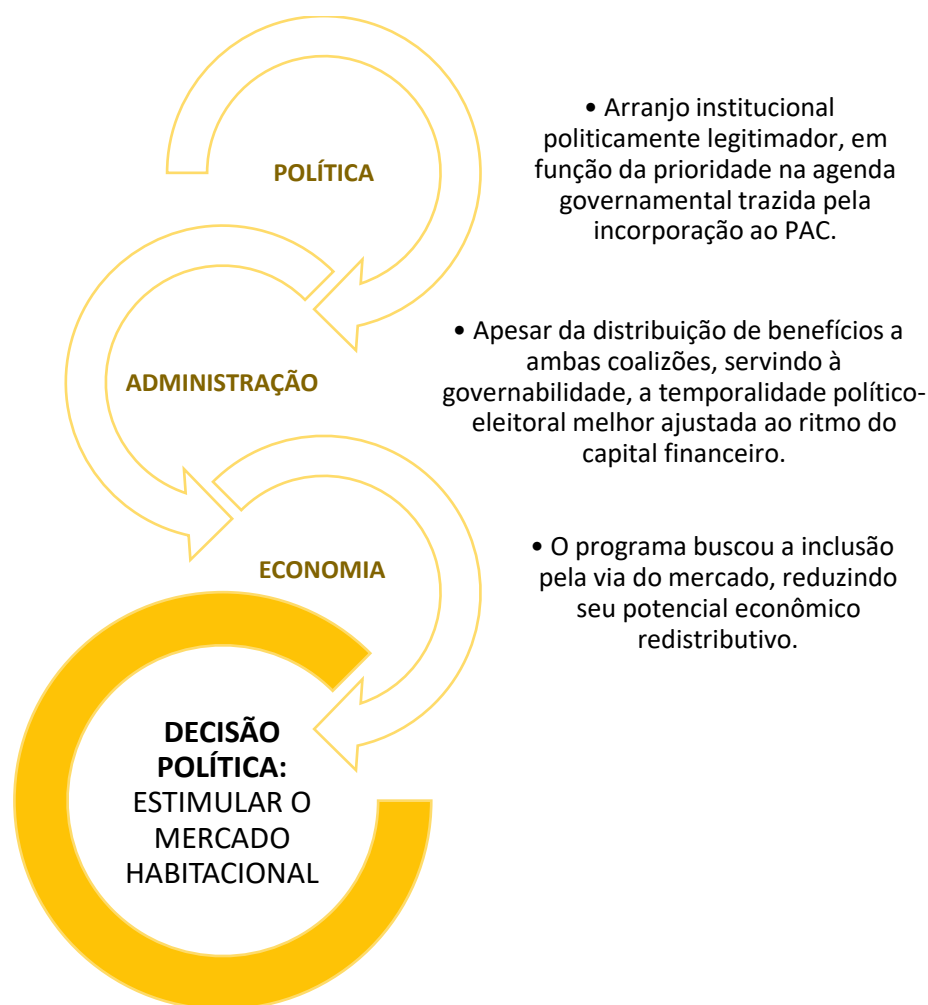 POLÍTICA
• Arranjo institucional
politicamente legitimador, em
função da prioridade na agenda
governamental trazida pela
incorporação ao PAC.
ADMINISTRAÇÃO
• Apesar da distribuição de benefícios a
ambas coalizões, servindo à
governabilidade, a temporalidade político-
eleitoral melhor ajustada ao ritmo do
capital financeiro.
ECONOMIA
• O programa buscou a inclusão
pela via do mercado, reduzindo
seu potencial econômico
redistributivo.
DECISÃO
POLÍTICA:
ESTIMULAR O
MERCADO
HABITACIONAL